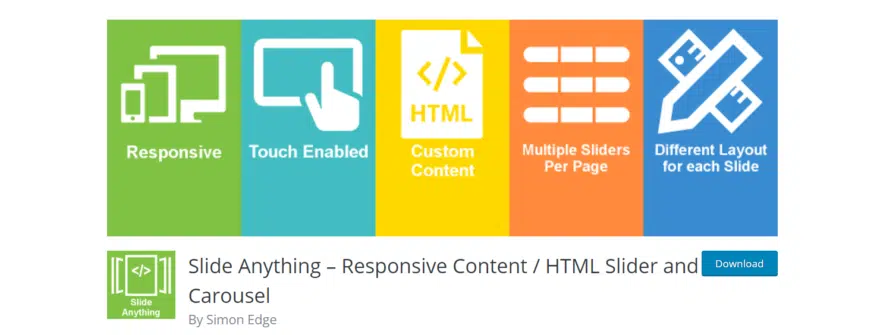 Responsive
Touch Enabled
</>
HTML
Custom
Content
Multiple Sliders
Per Page
Different Layout
for each Slide
</>
Slide
Anything
Slide Anything – Responsive Content / HTML Slider and
Carousel
By Simon Edge
Download